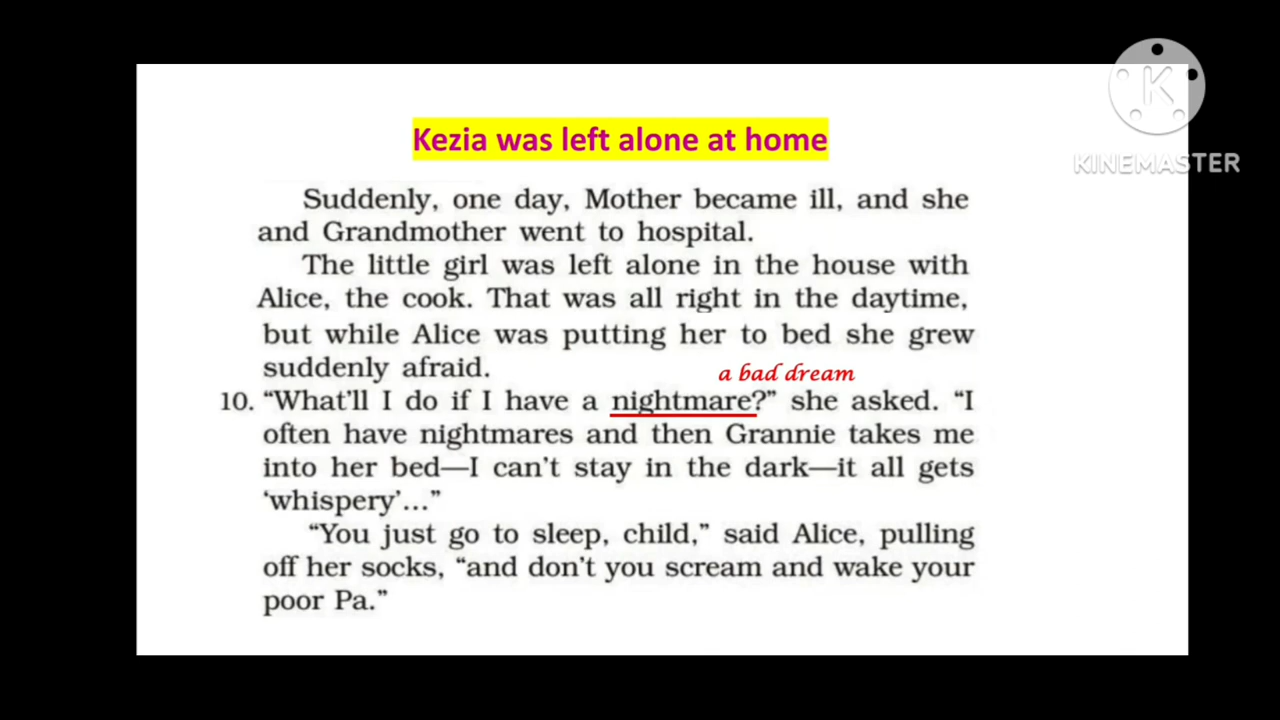 Kezia was left alone at home
K
KINEMASTER
Suddenly, one day, Mother became ill, and she
and Grandmother went to hospital.
The little girl was left alone in the house with
Alice, the cook. That was all right in the daytime,
but while Alice was putting her to bed she grew
suddenly afraid.
a bad dream
10. “What’ll I do if I have a nightmare?” she asked. “I
often have nightmares and then Grannie takes me
into her bed—I can’t stay in the dark—it all gets
‘whispery’...”
“You just go to sleep, child,” said Alice, pulling
off her socks, “and don’t you scream and wake your
poor Pa.”